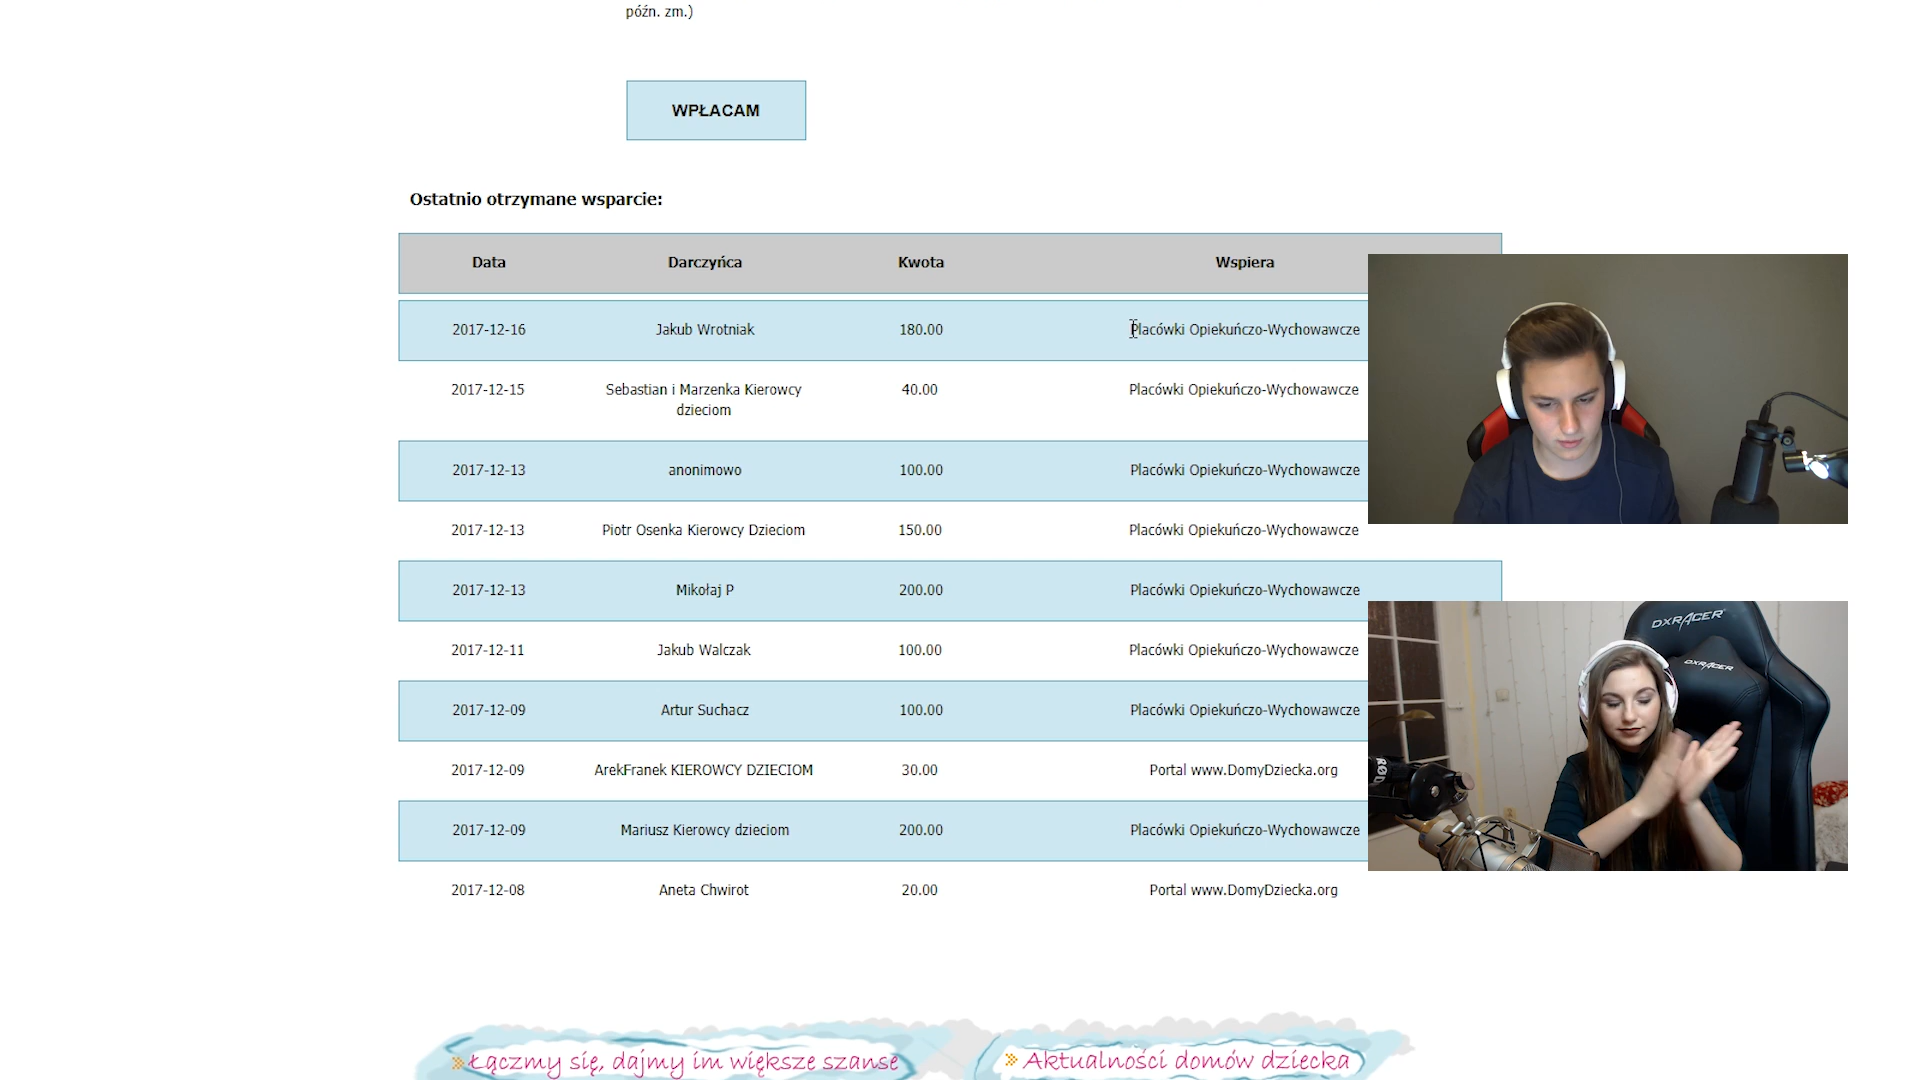 późn. zm.)
WPŁACAM
Ostatnio otrzymane wsparcie:
Data Darczyńca Kwota Wspiera
2017-12-16 Jakub Wrotniak 180.00 Placówki Opiekuńczo-Wychowawcze
2017-12-15 Sebastian i Marzenka Kierowcy dzieciom 40.00 Placówki Opiekuńczo-Wychowawcze
2017-12-13 anonimowo 100.00 Placówki Opiekuńczo-Wychowawcze
2017-12-13 Piotr Osenka Kierowcy Dzieciom 150.00 Placówki Opiekuńczo-Wychowawcze
2017-12-13 Mikołaj P 200.00 Placówki Opiekuńczo-Wychowawcze
2017-12-11 Jakub Walczak 100.00 Placówki Opiekuńczo-Wychowawcze
2017-12-09 Artur Suchacz 100.00 Placówki Opiekuńczo-Wychowawcze
2017-12-09 ArekFranek KIEROWCY DZIECIOM 30.00 Portal www.DomyDziecka.org
2017-12-09 Mariusz Kierowcy dzieciom 200.00 Placówki Opiekuńczo-Wychowawcze
2017-12-08 Aneta Chwirot 20.00 Portal www.DomyDziecka.org
Łączmy się, dajmy im większe szanse
Aktualności domów dziecka
DXRACER
DXRACER
RØD